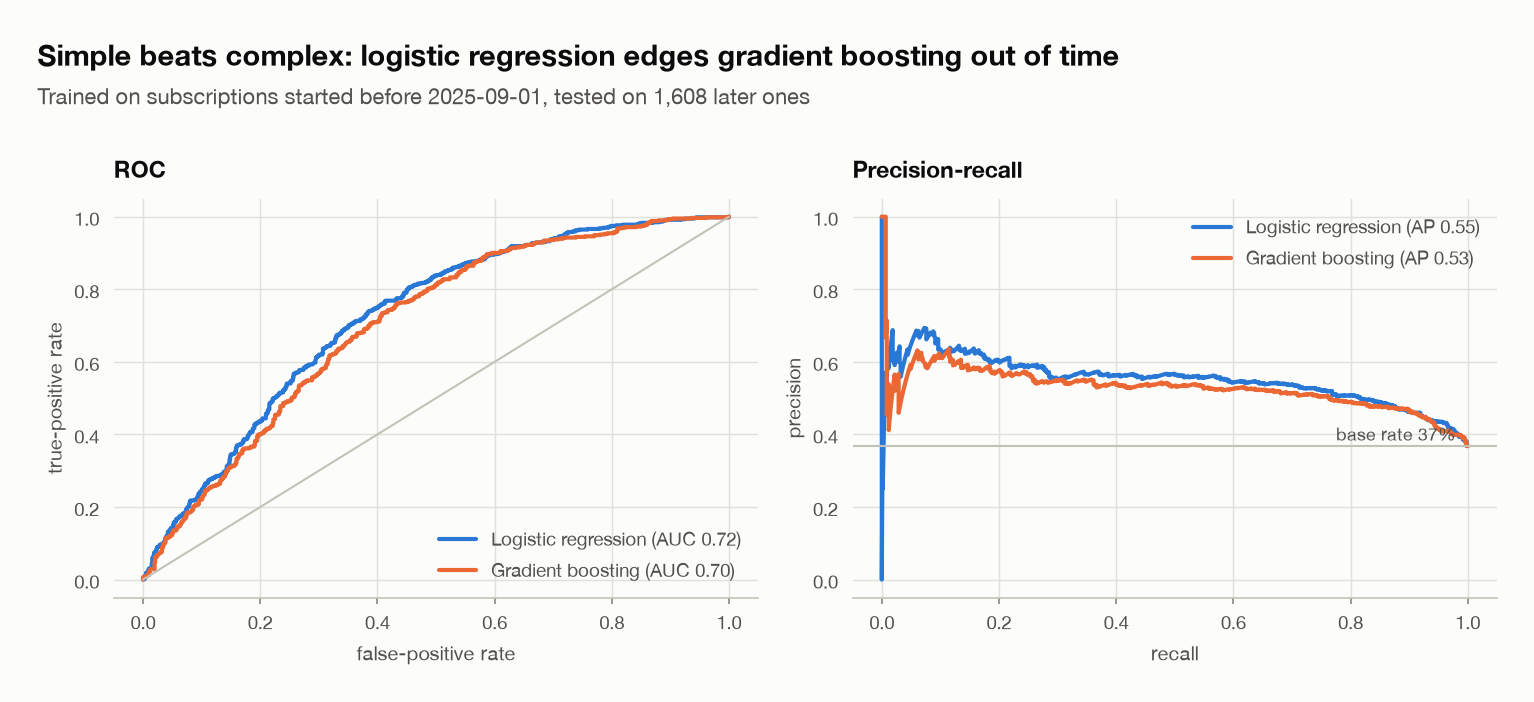 Simple beats complex: logistic regression edges gradient boosting out of time
Trained on subscriptions started before 2025-09-01, tested on 1,608 later ones
ROC
true-positive rate
1.0
0.8
0.6
0.4
0.2
0.0
Logistic regression (AUC 0.72)
Gradient boosting (AUC 0.70)
0.0 0.2 0.4 0.6 0.8 1.0
false-positive rate
Precision-recall
precision
1.0
0.8
0.6
0.4
0.2
0.0
Logistic regression (AP 0.55)
Gradient boosting (AP 0.53)
base rate 37%
0.0 0.2 0.4 0.6 0.8 1.0
recall